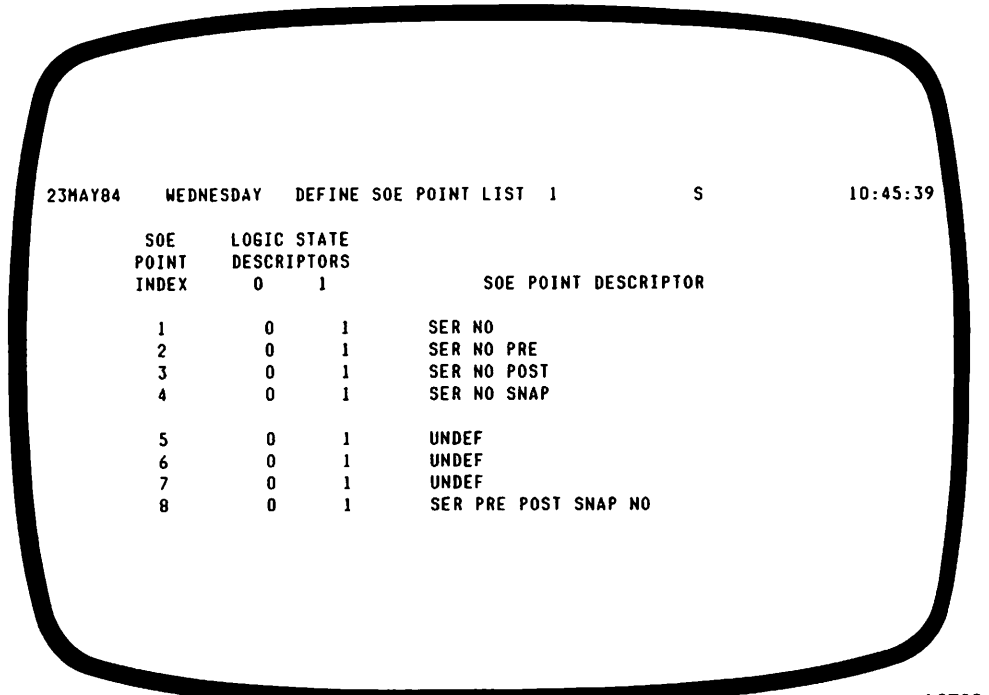 23MAY84 WEDNESDAY DEFINE SOE POINT LIST 1 S 10:45:39
SOE LOGIC STATE
POINT DESCRIPTORS
INDEX 0 1 SOE POINT DESCRIPTOR
1 0 1 SER NO
2 0 1 SER NO PRE
3 0 1 SER NO POST
4 0 1 SER NO SNAP
5 0 1 UNDEF
6 0 1 UNDEF
7 0 1 UNDEF
8 0 1 SER PRE POST SNAP NO